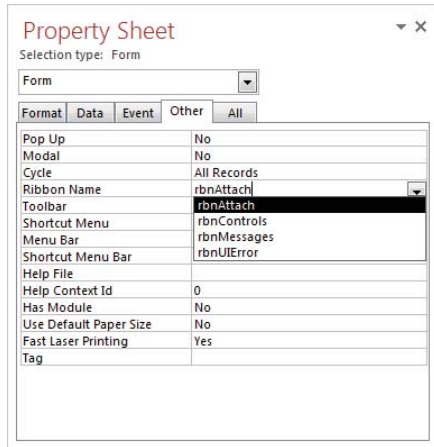 Property Sheet
Selection type: Form
Form
Format Data Event Other All
Pop Up No
Modal No
Cycle All Records
Ribbon Name rbnAttach
Toolbar rbnAttach
Shortcut Menu rbnControls
Menu Bar rbnMessages
Shortcut Menu Bar rbnUIError
Help File
Help Context Id 0
Has Module No
Use Default Paper Size No
Fast Laser Printing Yes
Tag